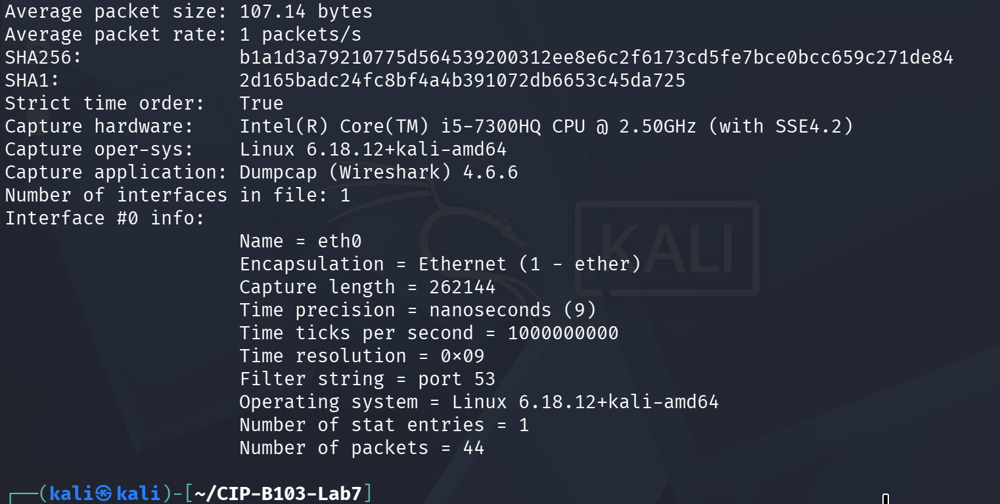 Average packet size: 107.14 bytes
Average packet rate: 1 packets/s
SHA256:              b1a1d3a79210775d564539200312ee8e6c2f6173cd5fe7bce0bcc659c271de84
SHA1:                2d165badc24fc8bf4a4b391072db6653c45da725
Strict time order:   True
Capture hardware:    Intel(R) Core(TM) i5-7300HQ CPU @ 2.50GHz (with SSE4.2)
Capture oper-sys:    Linux 6.18.12+kali-amd64
Capture application: Dumpcap (Wireshark) 4.6.6
Number of interfaces in file: 1
Interface #0 info:
                     Name = eth0
                     Encapsulation = Ethernet (1 - ether)
                     Capture length = 262144
                     Time precision = nanoseconds (9)
                     Time ticks per second = 1000000000
                     Time resolution = 0×09
                     Filter string = port 53
                     Operating system = Linux 6.18.12+kali-amd64
                     Number of stat entries = 1
                     Number of packets = 44
KALI
┌──(kali㉿kali)-[~/CIP-B103-Lab7]